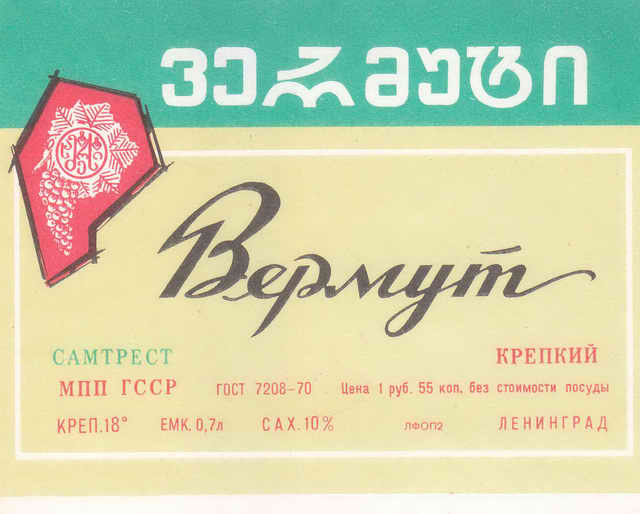 ვერმუტი
Вермут
САМТРЕСТ КРЕПКИЙ
МПП ГССР ГОСТ 7208-70 Цена 1 руб. 55 коп. без стоимости посуды
КРЕП.18° ЕМК. 0,7л САХ. 10% ЛФОП2 ЛЕНИНГРАД